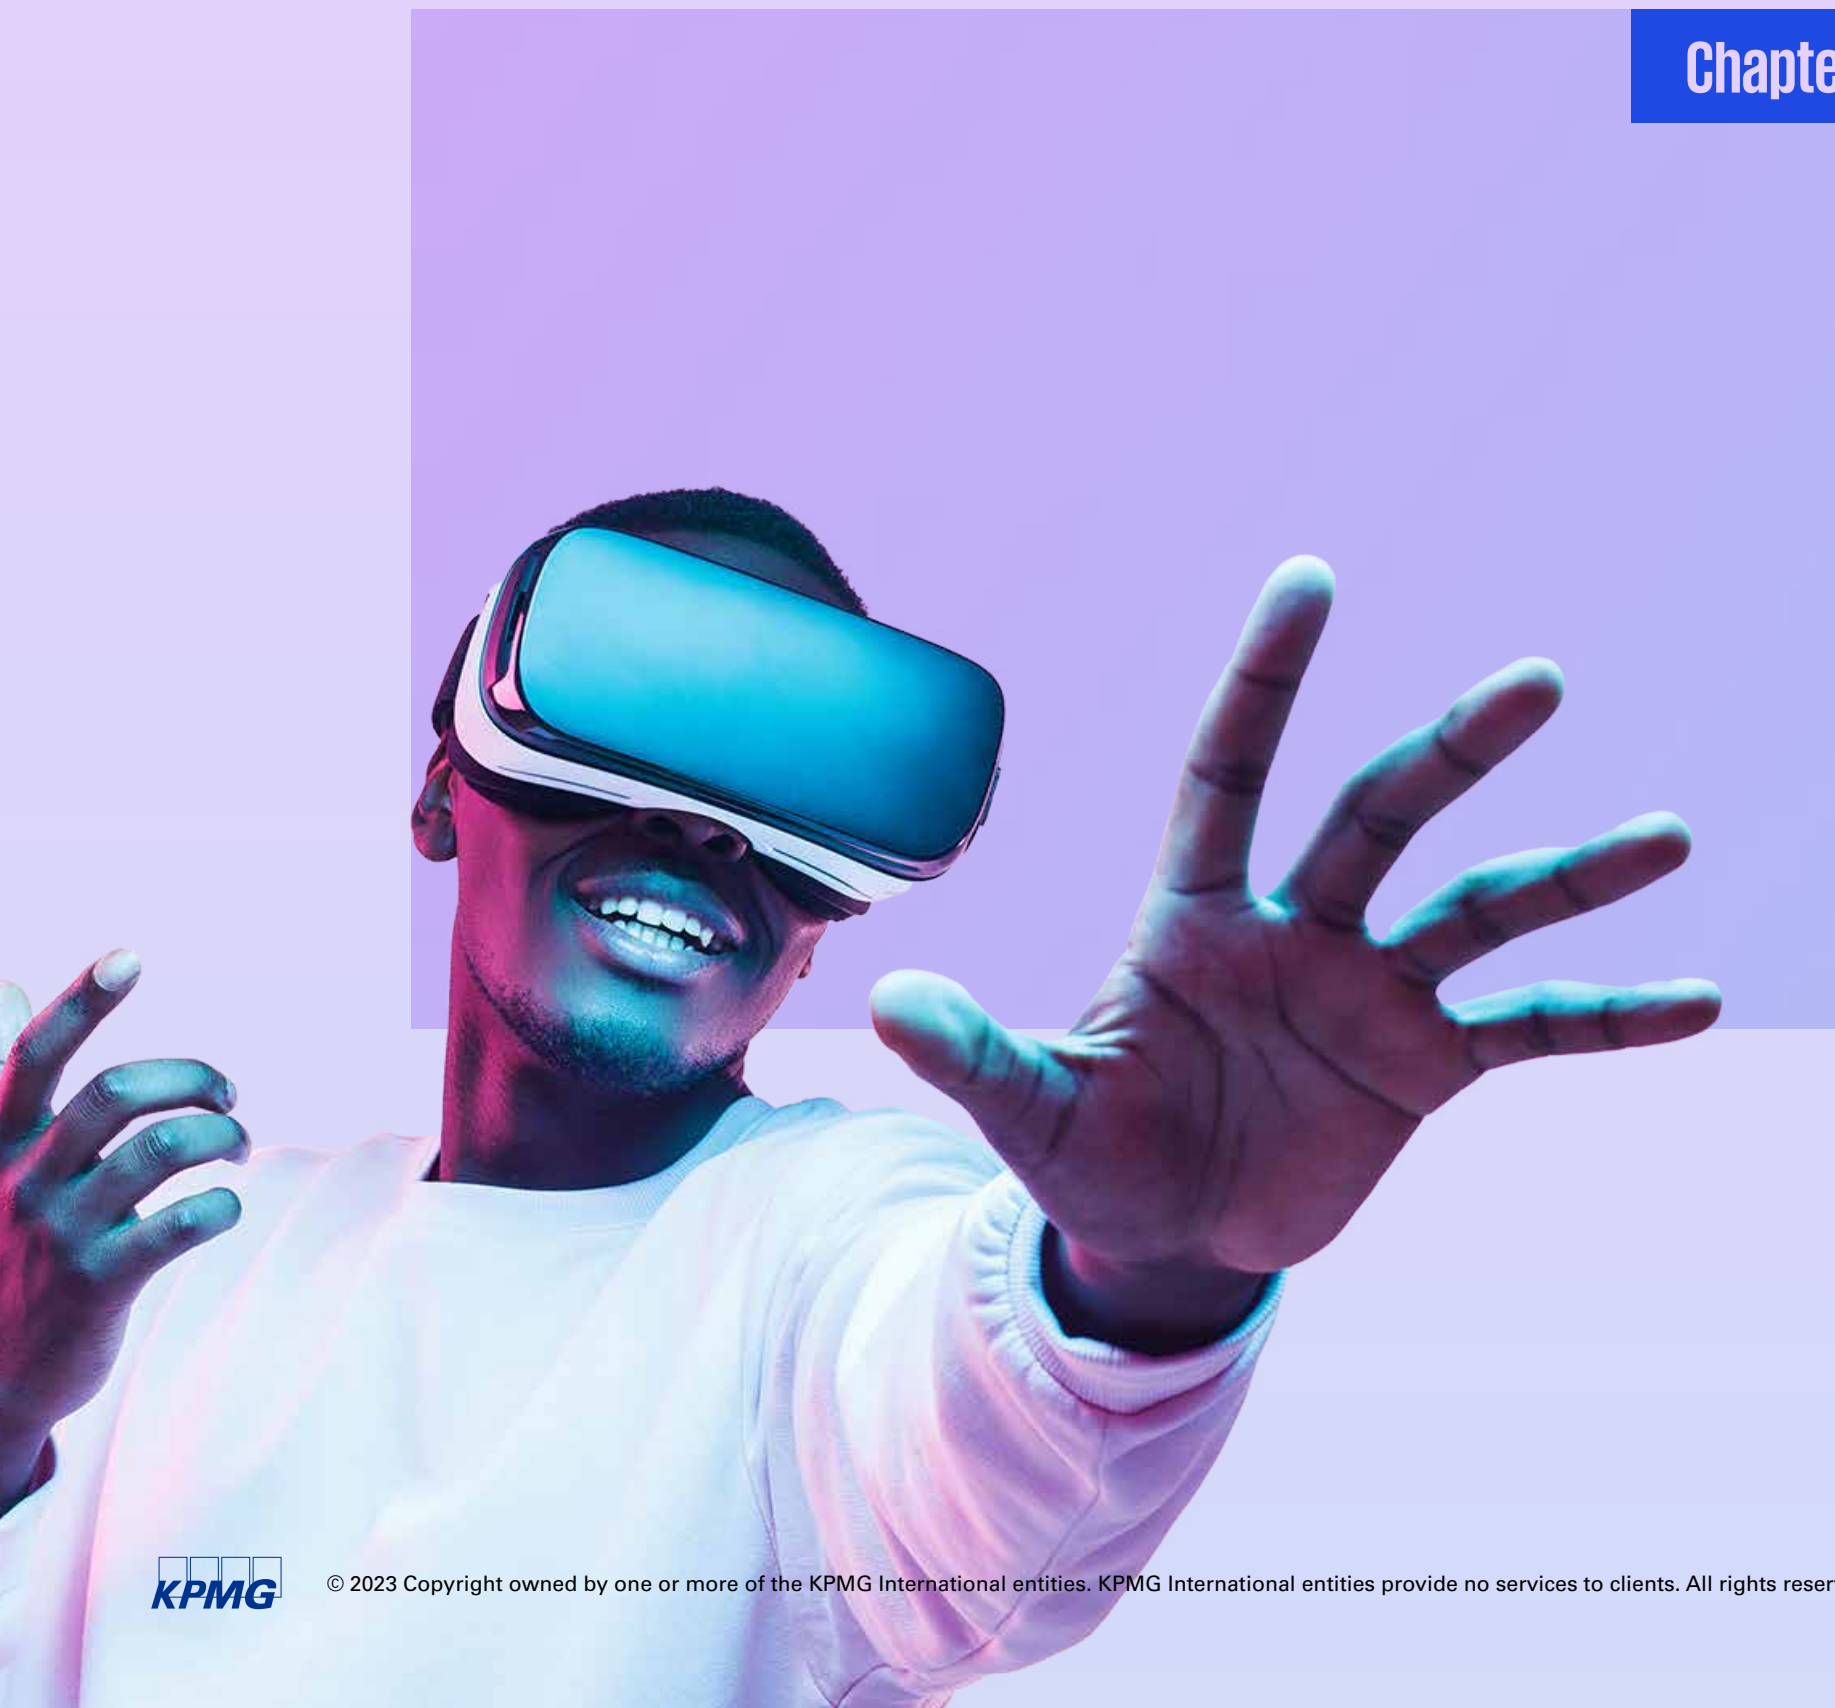 Chapte
KPMG
© 2023 Copyright owned by one or more of the KPMG International entities. KPMG International entities provide no services to clients. All rights reser